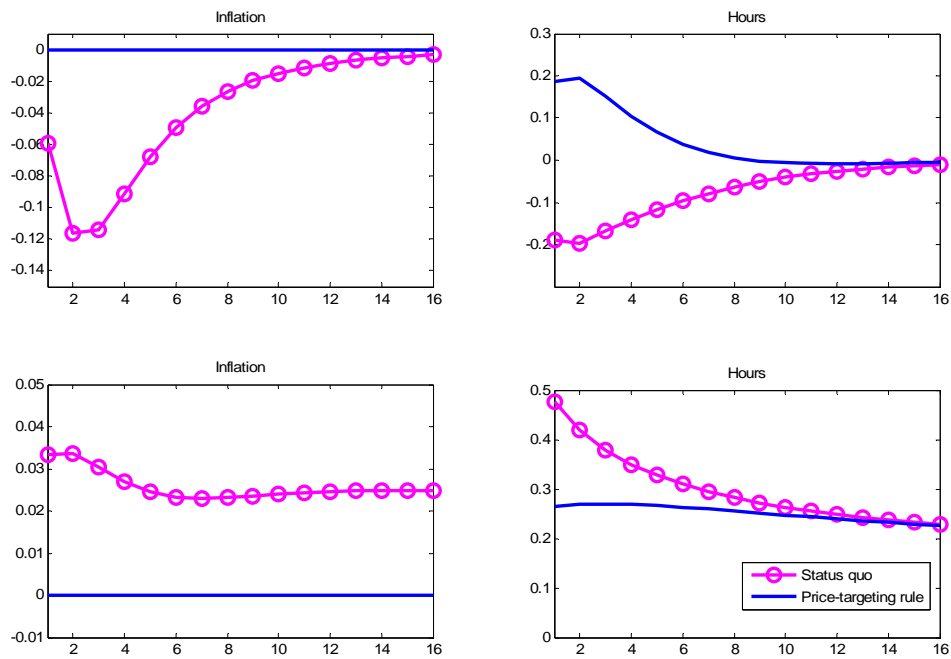 Inflation
0
-0.02
-0.04
-0.06
-0.08
-0.1
-0.12
-0.14
2 4 6 8 10 12 14 16
Hours
0.3
0.2
0.1
0
-0.1
-0.2
2 4 6 8 10 12 14 16
Inflation
0.05
0.04
0.03
0.02
0.01
0
-0.01
2 4 6 8 10 12 14 16
Hours
0.5
0.4
0.3
0.2
0.1
0
2 4 6 8 10 12 14 16
Status quo
Price-targeting rule